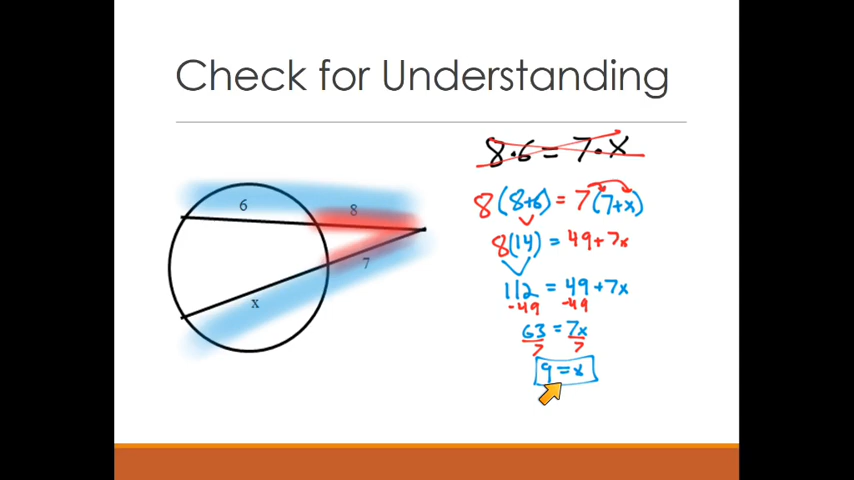 Check for Understanding
8·6 = 7·x
6
8
7
x
8(8+6) = 7(7+x)
8(14) = 49+7x
112 = 49+7x
-49 -49
63 = 7x
7 7
9 = x